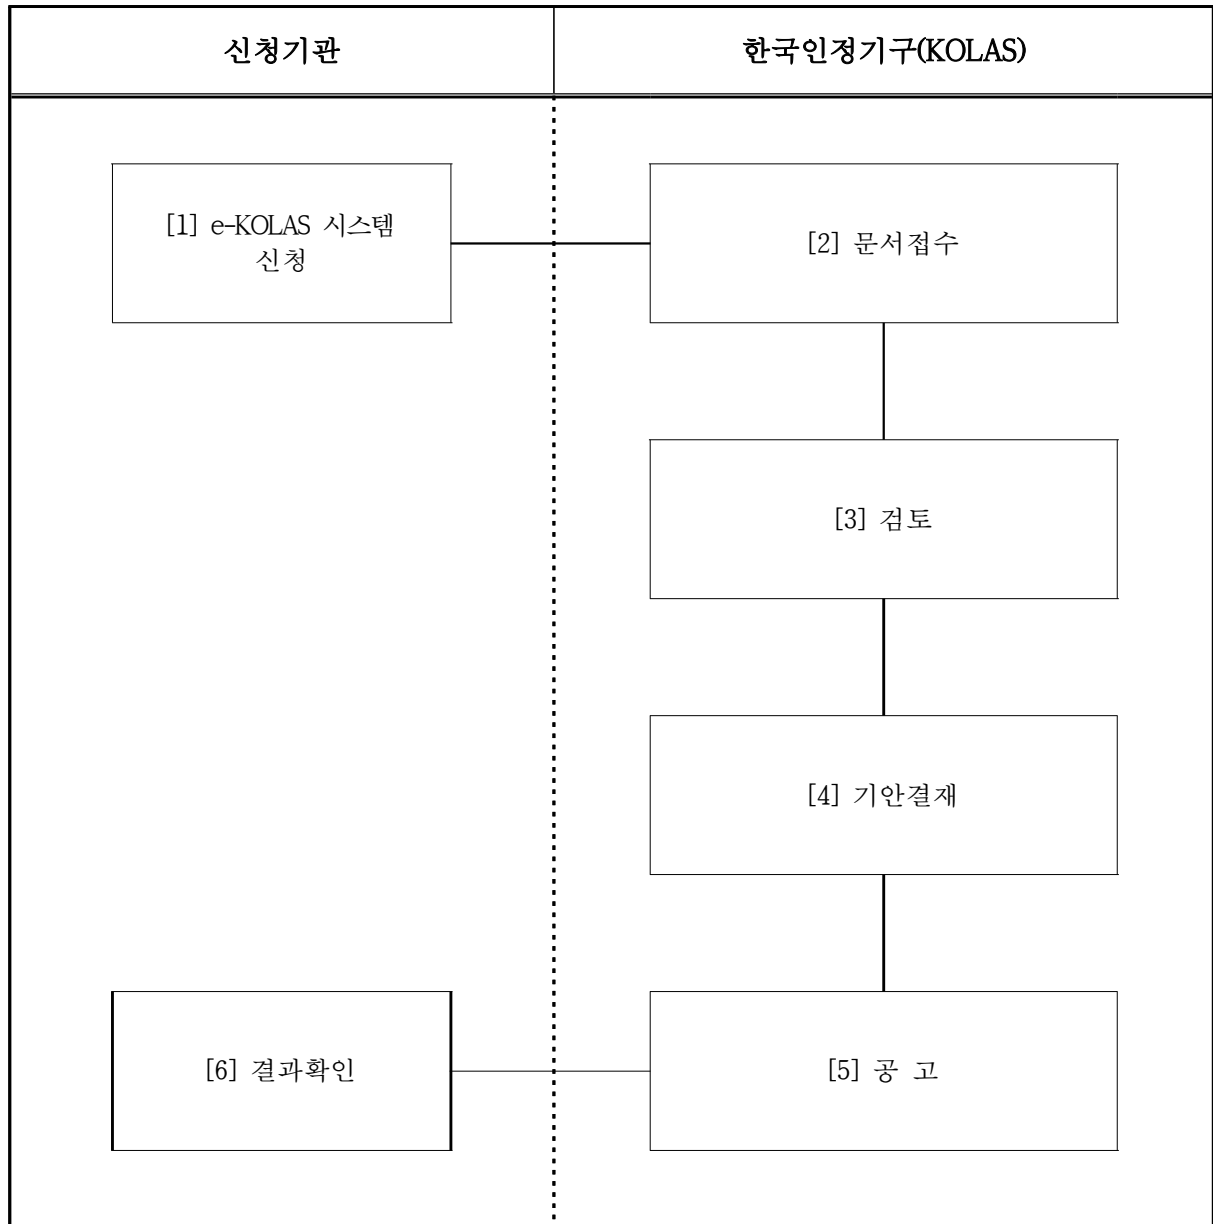 신청기관
한국인정기구(KOLAS)
[1] e-KOLAS 시스템
신청
[2] 문서접수
[3] 검토
[4] 기안결재
[6] 결과확인
[5] 공 고